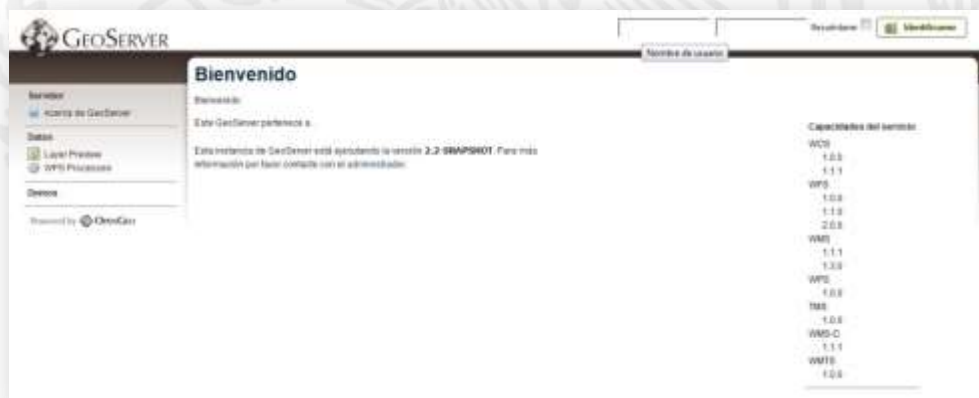 GEOSERVER
Recuérdame
Identificarse
Nombre de usuario
Bienvenido
Servidor
Acerca de GeoServer
Datos
Layer Preview
WPS Processes
Demos
Powered by OPENGEO
Bienvenido
Este GeoServer pertenece a
Esta instancia de GeoServer está ejecutando la versión 2.2-SNAPSHOT. Para más
información por favor contacte con el administrador.
Capacidades del servicio
WCS
1.0.0
1.1.1
WFS
1.0.0
1.1.0
2.0.0
WMS
1.1.1
1.3.0
WPS
1.0.0
TMS
1.0.0
WMS-C
1.1.1
WMTS
1.0.0